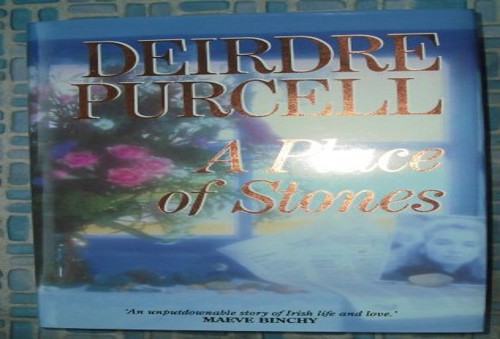 DEIRDRE
PURCELL
A Place
of Stones
'An unputdownable story of Irish life and love.'
MAEVE BINCHY